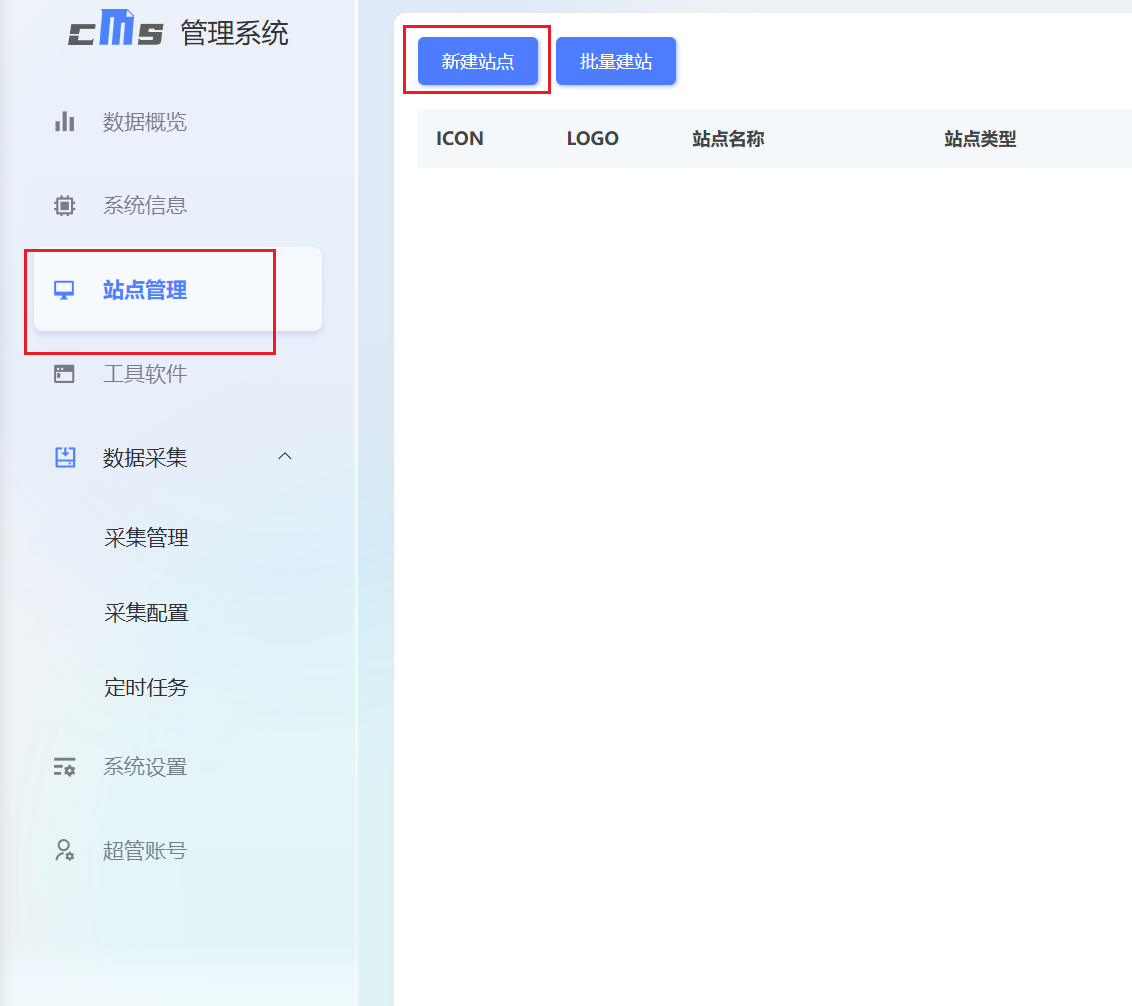 cms 管理系统
数据概览
系统信息
站点管理
工具软件
数据采集
采集管理
采集配置
定时任务
系统设置
超管账号
新建站点 批量建站
ICON LOGO 站点名称 站点类型